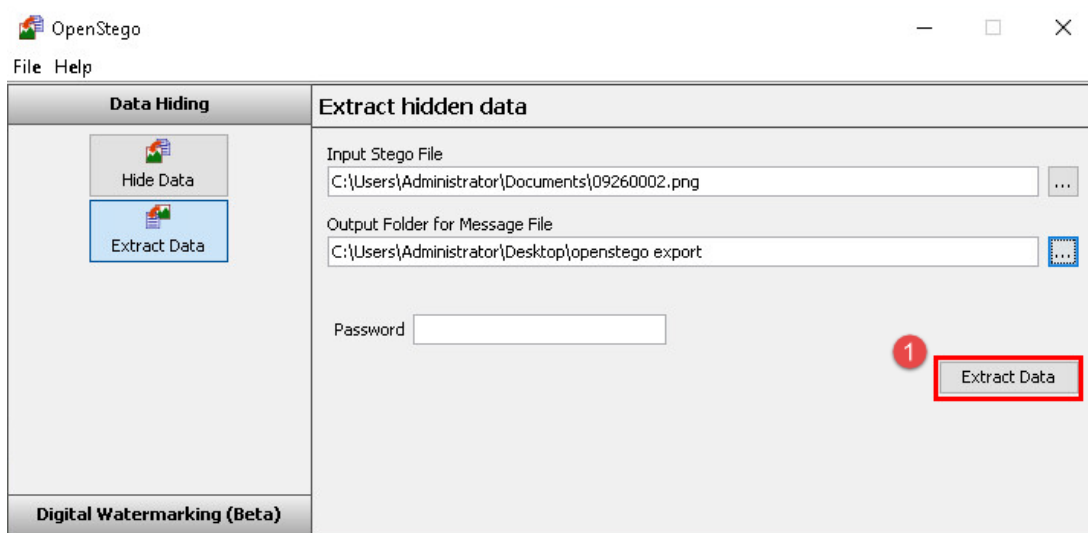 OpenStego
File Help
Data Hiding
Extract hidden data
Hide Data
Extract Data
Input Stego File
C:\Users\Administrator\Documents\09260002.png
...
Output Folder for Message File
C:\Users\Administrator\Desktop\openstego export
...
Password
1
Extract Data
Digital Watermarking (Beta)